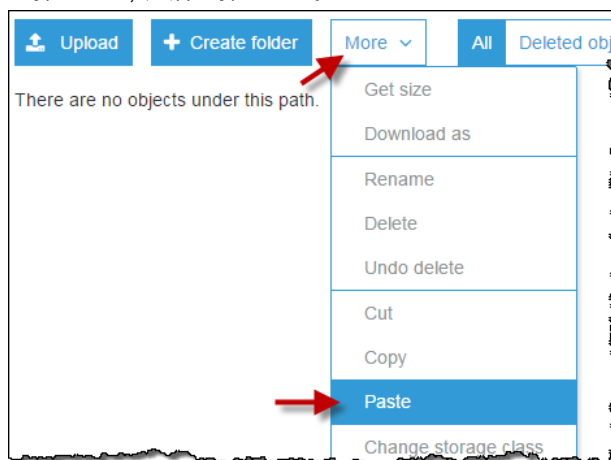 Upload
Create folder
More
All
Deleted
There are no objects under this path.
Get size
Download as
Rename
Delete
Undo delete
Cut
Copy
Paste
Change storage class